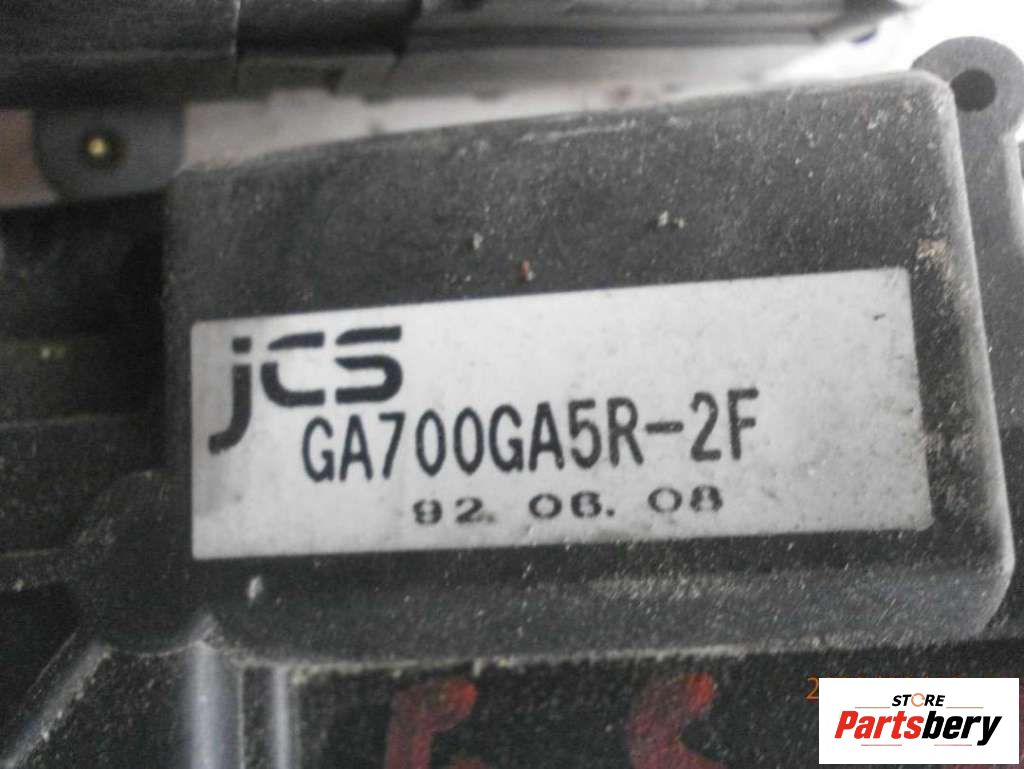 jCS
GA700GA5R-2F
92. 06. 08
STORE
Partsbery